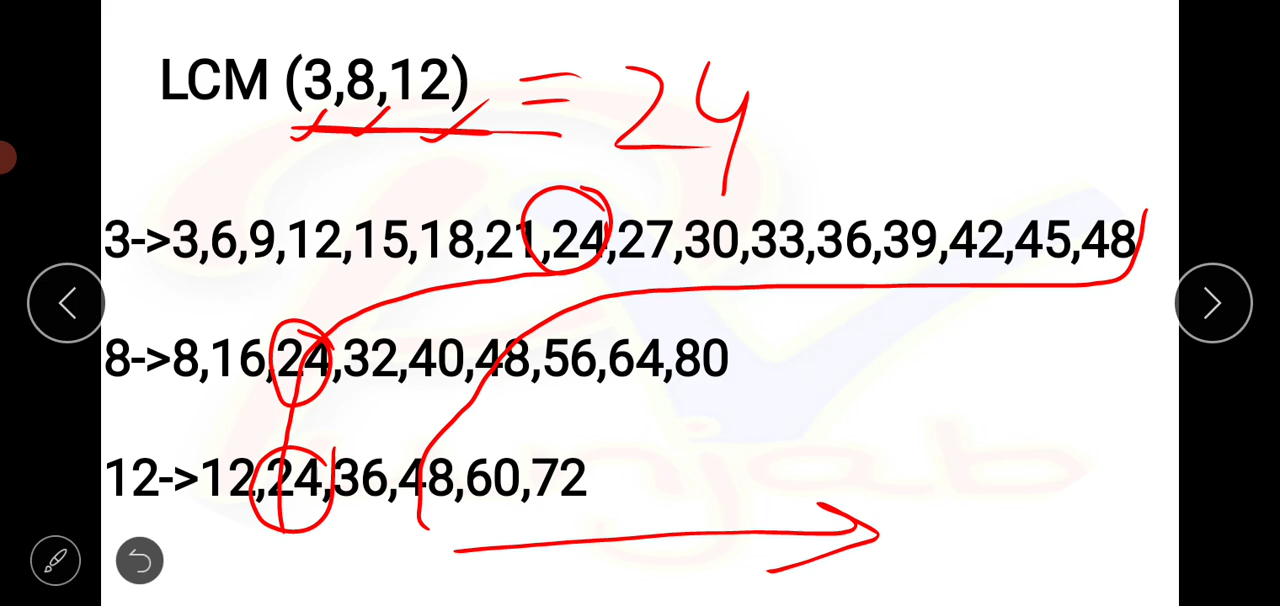 LCM (3,8,12) = 24
3->3,6,9,12,15,18,21,24,27,30,33,36,39,42,45,48
8->8,16,24,32,40,48,56,64,80
12->12,24,36,48,60,72